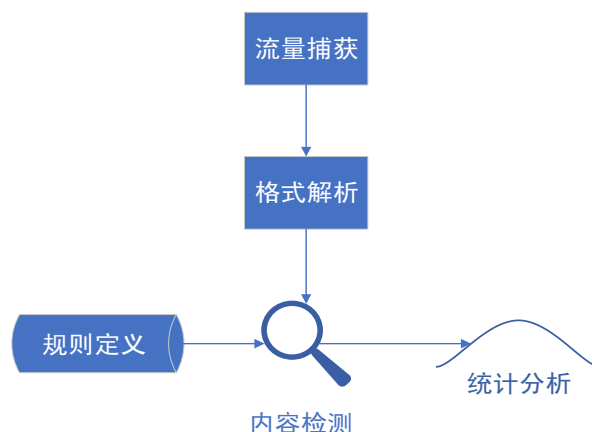 流量捕获
格式解析
规则定义
统计分析
内容检测